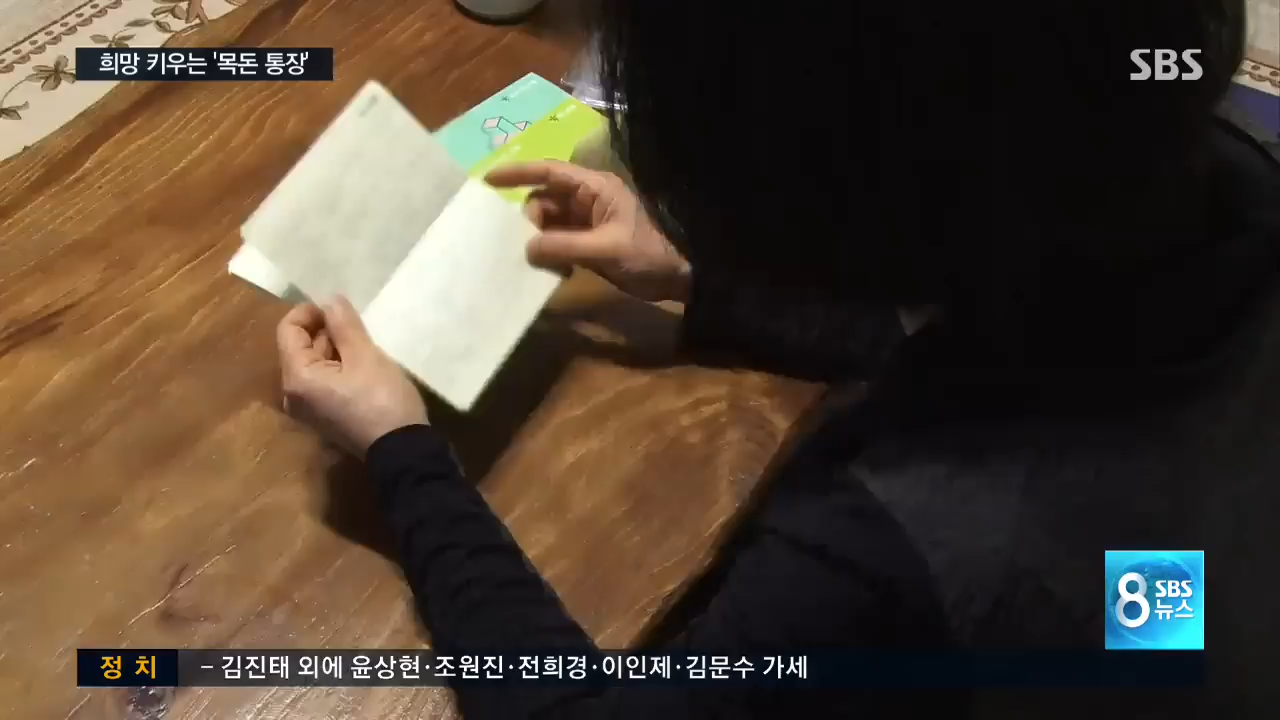 희망 키우는 '목돈 통장'
SBS
8 SBS
뉴스
정 치
– 김진태 외에 윤상현·조원진·전희경·이인제·김문수 가세